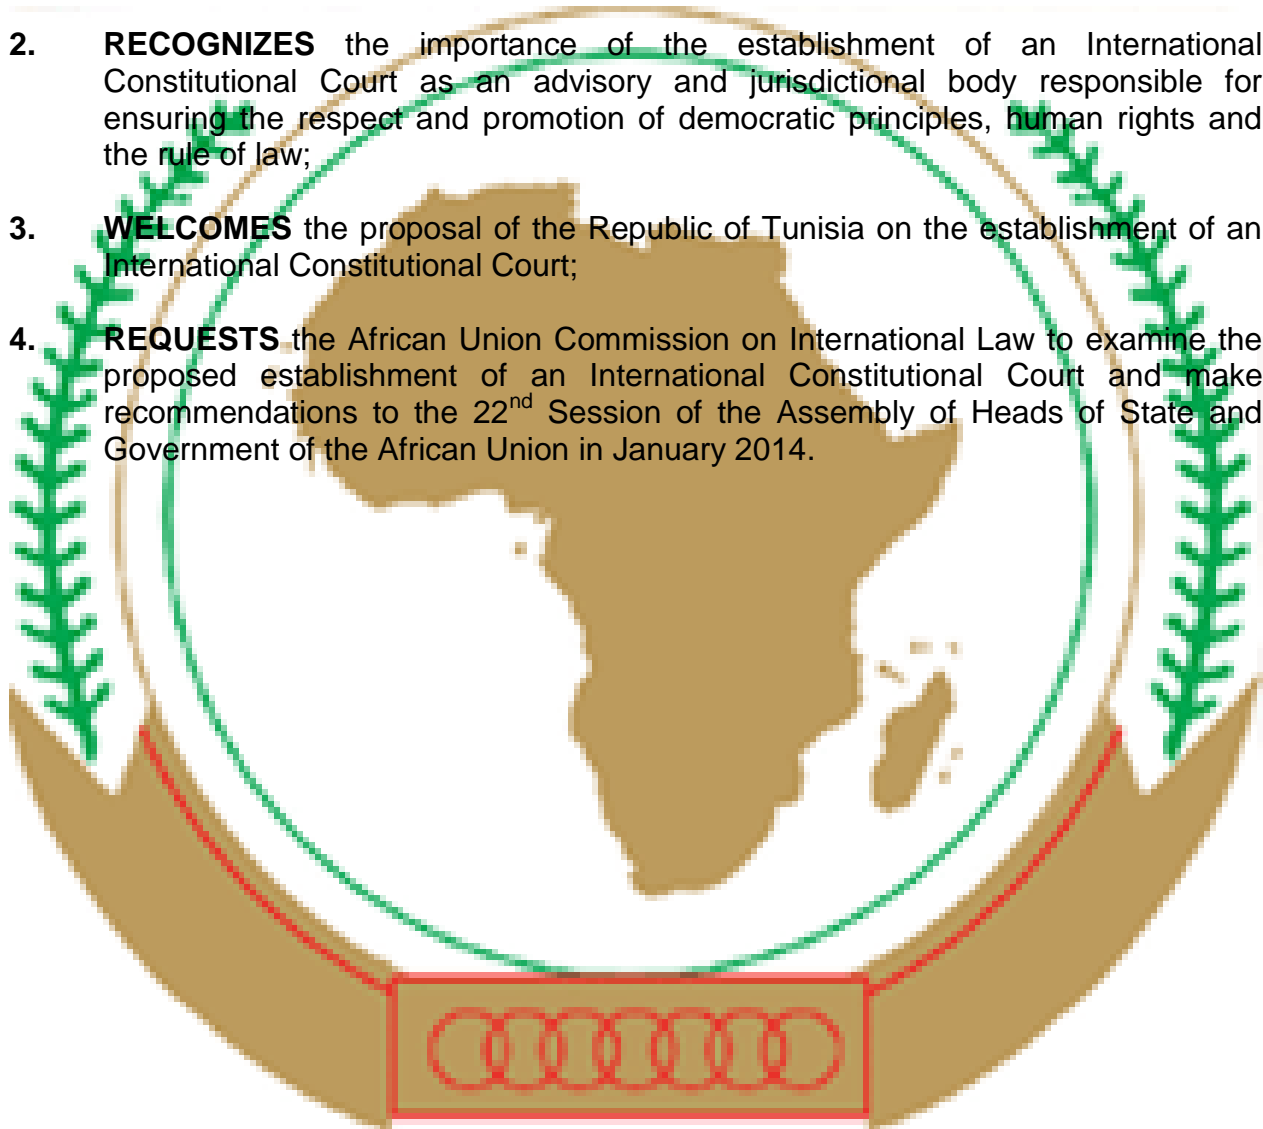 2. RECOGNIZES the importance of the establishment of an International
Constitutional Court as an advisory and jurisdictional body responsible for
ensuring the respect and promotion of democratic principles, human rights and
the rule of law;
3. WELCOMES the proposal of the Republic of Tunisia on the establishment of an
International Constitutional Court;
4. REQUESTS the African Union Commission on International Law to examine the
proposed establishment of an International Constitutional Court and make
recommendations to the 22nd Session of the Assembly of Heads of State and
Government of the African Union in January 2014.